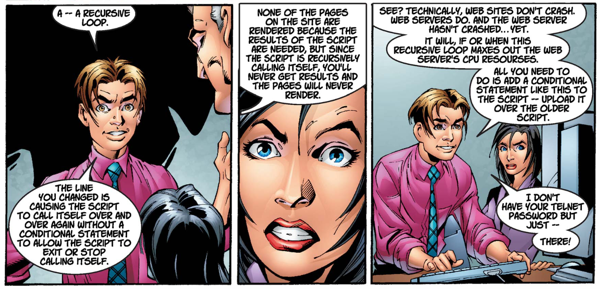 A -- A RECURSIVE
LOOP.
THE LINE
YOU CHANGED IS
CAUSING THE SCRIPT
TO CALL ITSELF OVER AND
OVER AGAIN WITHOUT A
CONDITIONAL STATEMENT
TO ALLOW THE SCRIPT TO
EXIT OR STOP
CALLING ITSELF.
NONE OF THE PAGES
ON THE SITE ARE
RENDERED BECAUSE THE
RESULTS OF THE SCRIPT
ARE NEEDED, BUT SINCE
THE SCRIPT IS RECURSIVELY
CALLING ITSELF, YOU'LL
NEVER GET RESULTS AND
THE PAGES WILL NEVER
RENDER.
SEE? TECHNICALLY, WEB SITES DON'T CRASH.
WEB SERVERS DO. AND THE WEB SERVER
HASN'T CRASHED...YET.
IT WILL, IF OR WHEN THIS
RECURSIVE LOOP MAXES OUT THE WEB
SERVER'S CPU RESOURSES.
ALL YOU NEED TO
DO IS ADD A CONDITIONAL
STATEMENT LIKE THIS TO
THE SCRIPT -- UPLOAD IT
OVER THE OLDER
SCRIPT.
I DON'T
HAVE YOUR TELNET
PASSWORD BUT
JUST --
THERE!